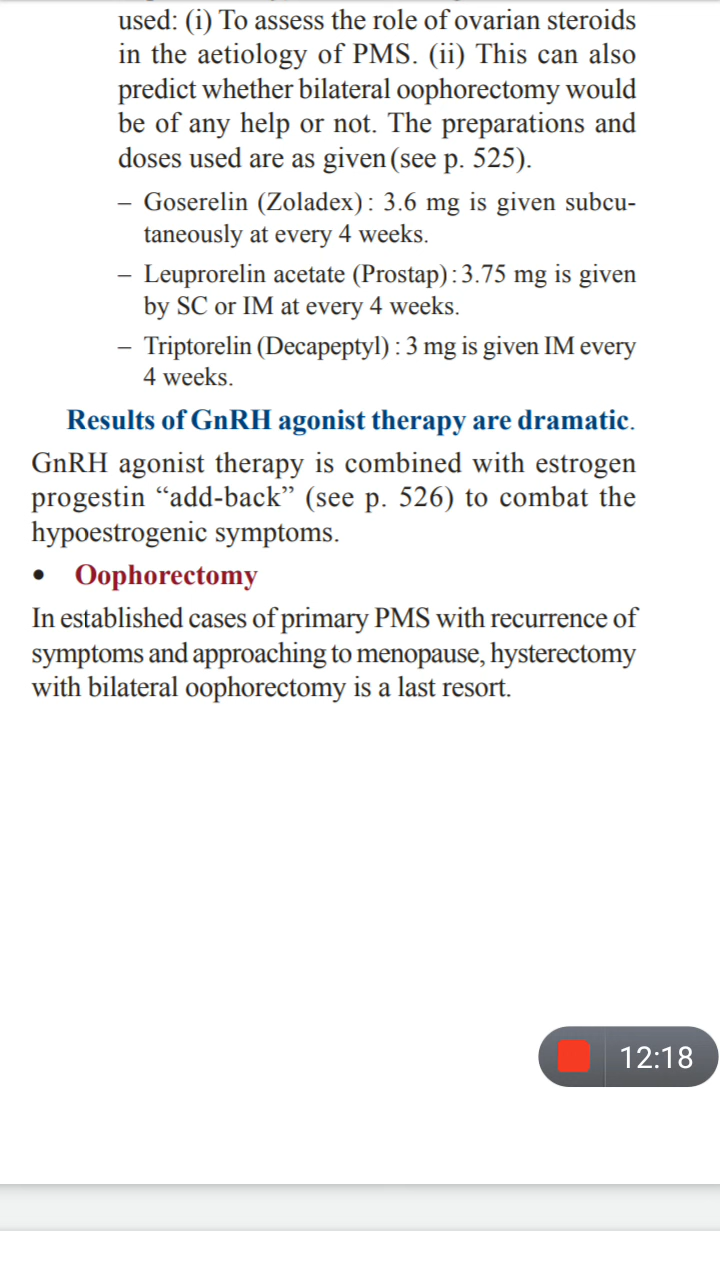 used: (i) To assess the role of ovarian steroids
in the aetiology of PMS. (ii) This can also
predict whether bilateral oophorectomy would
be of any help or not. The preparations and
doses used are as given (see p. 525).
– Goserelin (Zoladex) : 3.6 mg is given subcu-
taneously at every 4 weeks.
– Leuprorelin acetate (Prostap) : 3.75 mg is given
by SC or IM at every 4 weeks.
– Triptorelin (Decapeptyl) : 3 mg is given IM every
4 weeks.
Results of GnRH agonist therapy are dramatic.
GnRH agonist therapy is combined with estrogen
progestin “add-back” (see p. 526) to combat the
hypoestrogenic symptoms.
• Oophorectomy
In established cases of primary PMS with recurrence of
symptoms and approaching to menopause, hysterectomy
with bilateral oophorectomy is a last resort.
12:18